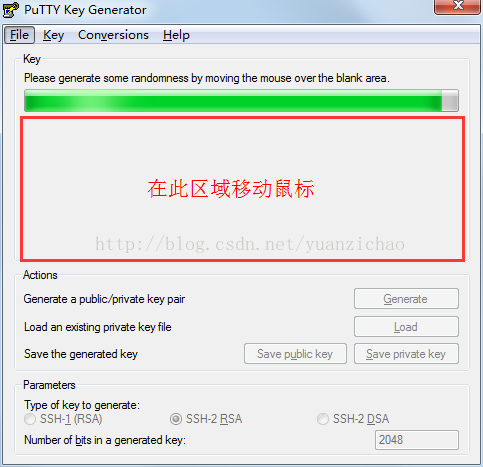 PuTTY Key Generator
File Key Conversions Help
Key
Please generate some randomness by moving the mouse over the blank area.
在此区域移动鼠标
http://blog.csdn.net/yuanzichao
Actions
Generate a public/private key pair Generate
Load an existing private key file Load
Save the generated key Save public key Save private key
Parameters
Type of key to generate:
SSH-1 (RSA) SSH-2 RSA SSH-2 DSA
Number of bits in a generated key: 2048